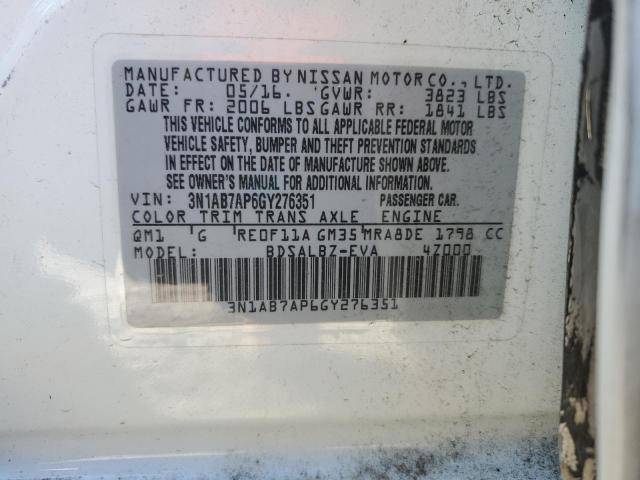 MANUFACTURED BY NISSAN MOTOR CO., LTD.
DATE: 05/16. GVWR: 3823 LBS
GAWR FR: 2006 LBS GAWR RR: 1841 LBS
THIS VEHICLE CONFORMS TO ALL APPLICABLE FEDERAL MOTOR
VEHICLE SAFETY, BUMPER AND THEFT PREVENTION STANDARDS
IN EFFECT ON THE DATE OF MANUFACTURE SHOWN ABOVE.
SEE OWNER'S MANUAL FOR ADDITIONAL INFORMATION.
VIN: 3N1AB7AP6GY276351 PASSENGER CAR.
COLOR TRIM TRANS AXLE ENGINE
QM1 G RE0F11A GM35 MRA8DE 1798 CC
MODEL: BDSALBZ-EVA 4Z000
3N1AB7AP6GY276351